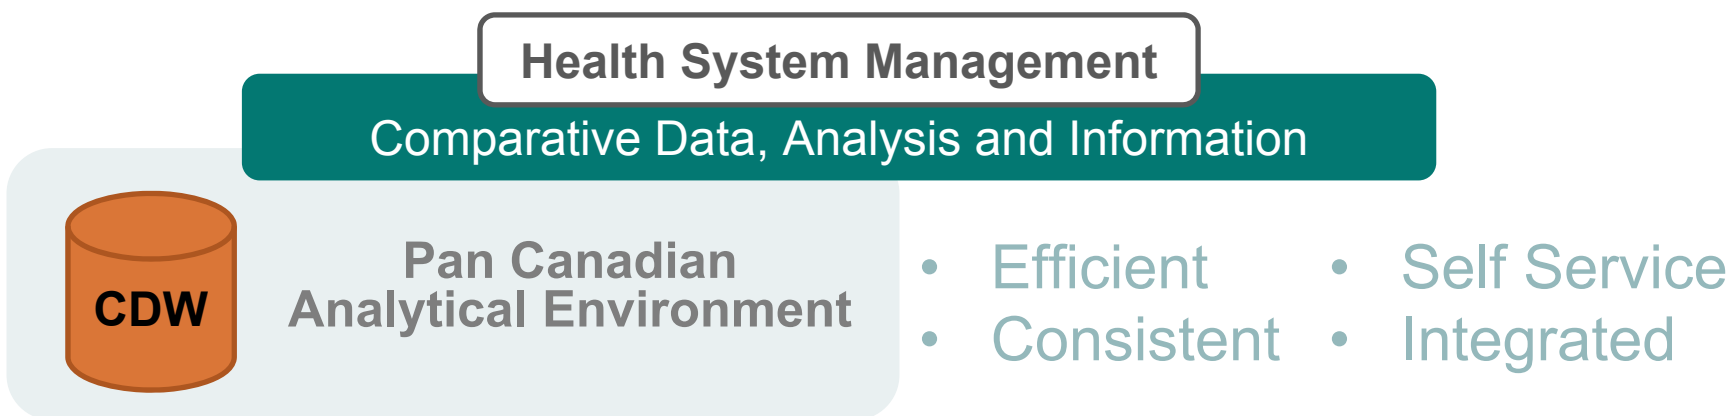 Health System Management
Comparative Data, Analysis and Information
CDW
Pan Canadian
Analytical Environment
• Efficient
• Consistent
• Self Service
• Integrated